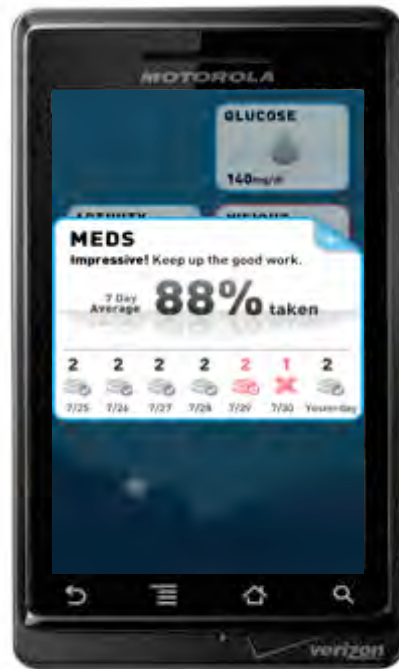 MOTOROLA
GLUCOSE
140mg/dl
MEDS
Impressive! Keep up the good work.
7 Day
Average
88% taken
2 2 2 2 2 1 2
7/25 7/26 7/27 7/28 7/29 7/30 Yesterday
verizon